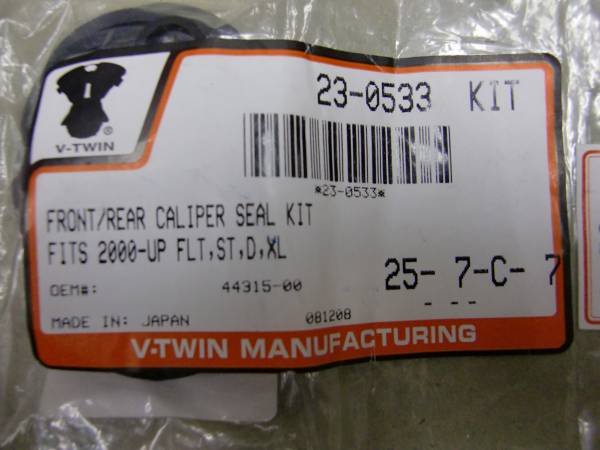 23-0533 KIT
®
V-TWIN
*23-0533*
FRONT/REAR CALIPER SEAL KIT
FITS 2000-UP FLT,ST,D,XL
25- 7-C- 7
OEM#: 44315-00
MADE IN: JAPAN 081208
V-TWIN MANUFACTURING